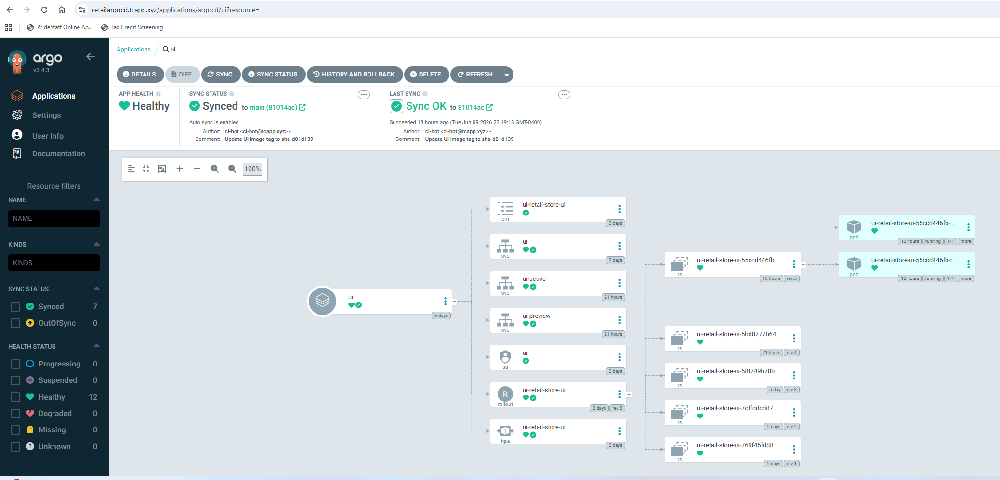 retailargocd.tcapp.xyz/applications/argocd/ui?resource=
PrideStaff Online Ap... Tax Credit Screening
argo
v3.4.3
Applications
Settings
User Info
Documentation
Resource filters
NAME
NAME
KINDS
KINDS
SYNC STATUS
Synced 7
OutOfSync 0
HEALTH STATUS
Progressing 0
Suspended 0
Healthy 12
Degraded 0
Missing 0
Unknown 0
Applications / ui
DETAILS DIFF SYNC SYNC STATUS HISTORY AND ROLLBACK DELETE REFRESH
APP HEALTH
Healthy
SYNC STATUS
Synced to main (81014ac)
Auto sync is enabled.
Author: ci-bot <ci-bot@tcapp.xyz> -
Comment: Update UI image tag to sha-d01d139
LAST SYNC
Sync OK to 81014ac
Succeeded 13 hours ago (Tue Jun 09 2026 23:19:18 GMT-0400)
Author: ci-bot <ci-bot@tcapp.xyz> -
Comment: Update UI image tag to sha-d01d139
100%
ui
6 days
ui-retail-store-ui
cm
3 days
ui
svc
7 days
ui-active
svc
21 hours
ui-preview
svc
21 hours
ui
sa
3 days
R
ui-retail-store-ui
rollout
2 days rev:5
ui-retail-store-ui
hpa
3 days
ui-retail-store-ui-55ccd446fb
rs
13 hours rev:5
ui-retail-store-ui-5bd8777b64
rs
21 hours rev:4
ui-retail-store-ui-58f749b78b
rs
a day rev:3
ui-retail-store-ui-7cffddcdd7
rs
2 days rev:2
ui-retail-store-ui-769f45fd88
rs
2 days rev:1
ui-retail-store-ui-55ccd446fb-...
pod
13 hours running 1/1 more
ui-retail-store-ui-55ccd446fb-r...
pod
13 hours running 1/1 more